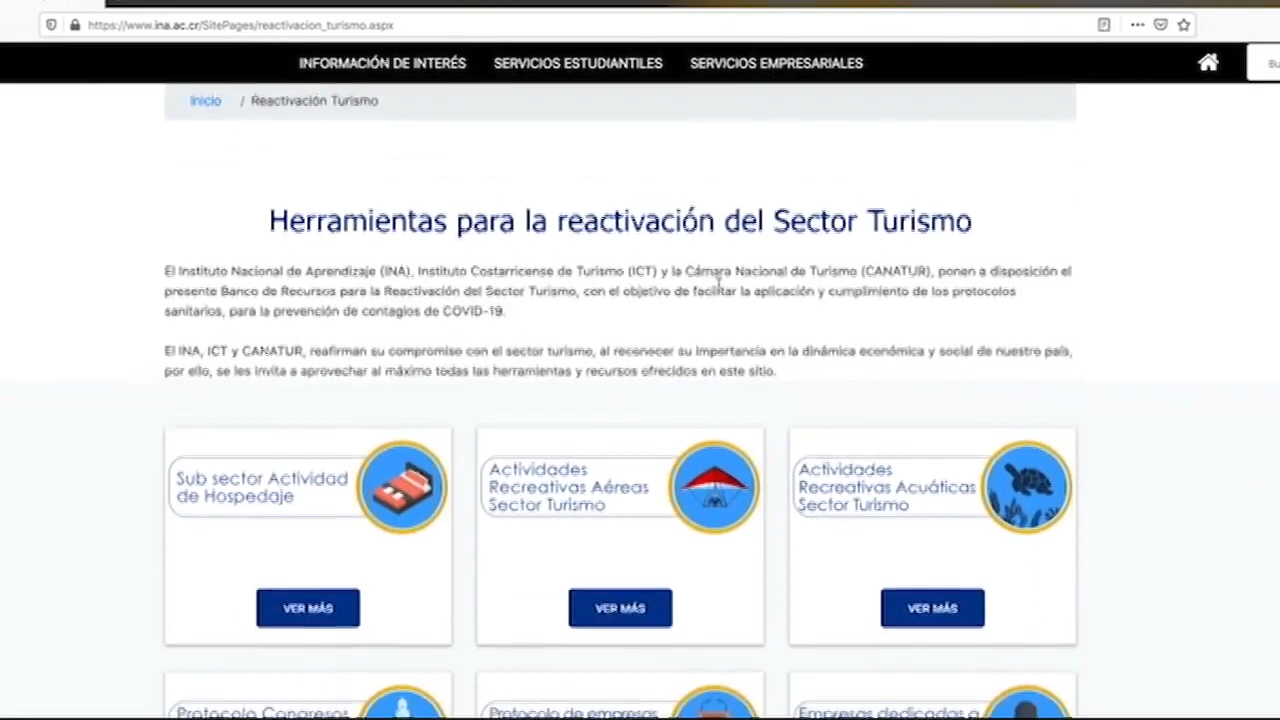 https://www.ina.ac.cr/SitePages/reactivacion_turismo.aspx
INFORMACIÓN DE INTERÉS SERVICIOS ESTUDIANTILES SERVICIOS EMPRESARIALES
Inicio / Reactivación Turismo
Herramientas para la reactivación del Sector Turismo
El Instituto Nacional de Aprendizaje (INA), Instituto Costarricense de Turismo (ICT) y la Cámara Nacional de Turismo (CANATUR), ponen a disposición el
presente Banco de Recursos para la Reactivación del Sector Turismo, con el objetivo de facilitar la aplicación y cumplimiento de los protocolos
sanitarios, para la prevención de contagios de COVID-19.
El INA, ICT y CANATUR, reafirman su compromiso con el sector turismo, al reconocer su importancia en la dinámica económica y social de nuestro país,
por ello, se les invita a aprovechar al máximo todas las herramientas y recursos ofrecidos en este sitio.
Sub sector Actividad
de Hospedaje
VER MÁS
Actividades
Recreativas Aéreas
Sector Turismo
VER MÁS
Actividades
Recreativas Acuáticas
Sector Turismo
VER MÁS
Protocolo Congresos
Protocolo de empresas
Empresas dedicadas a